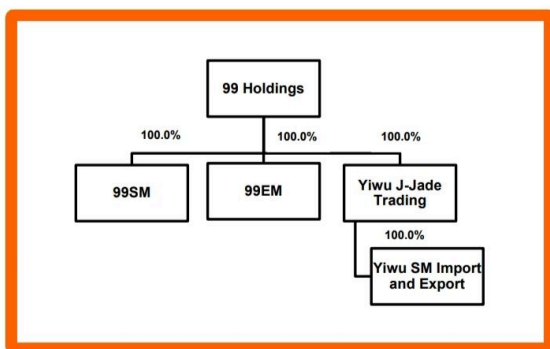 99 Holdings
100.0%
100.0%
100.0%
99SM
99EM
Yiwu J-Jade
Trading
100.0%
Yiwu SM Import
and Export